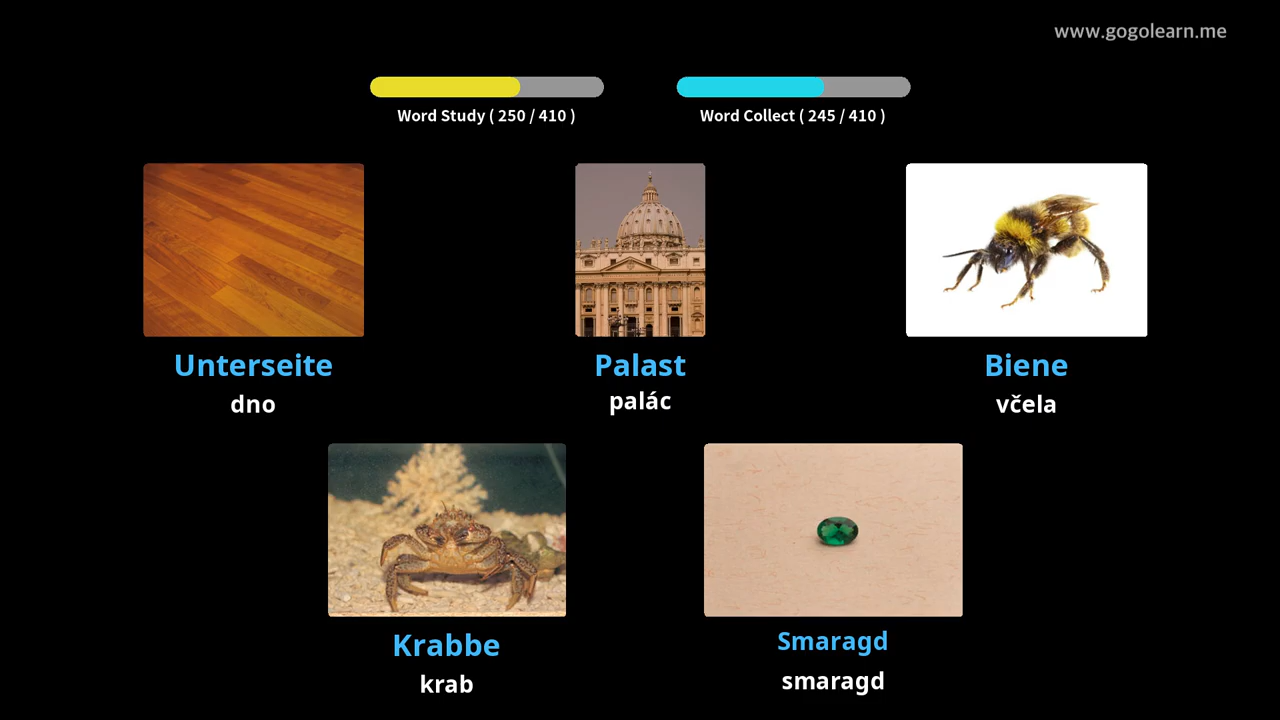 www.gogolearn.me
Word Study ( 250 / 410 )
Word Collect ( 245 / 410 )
Unterseite
dno
Palast
palác
Biene
včela
Krabbe
krab
Smaragd
smaragd